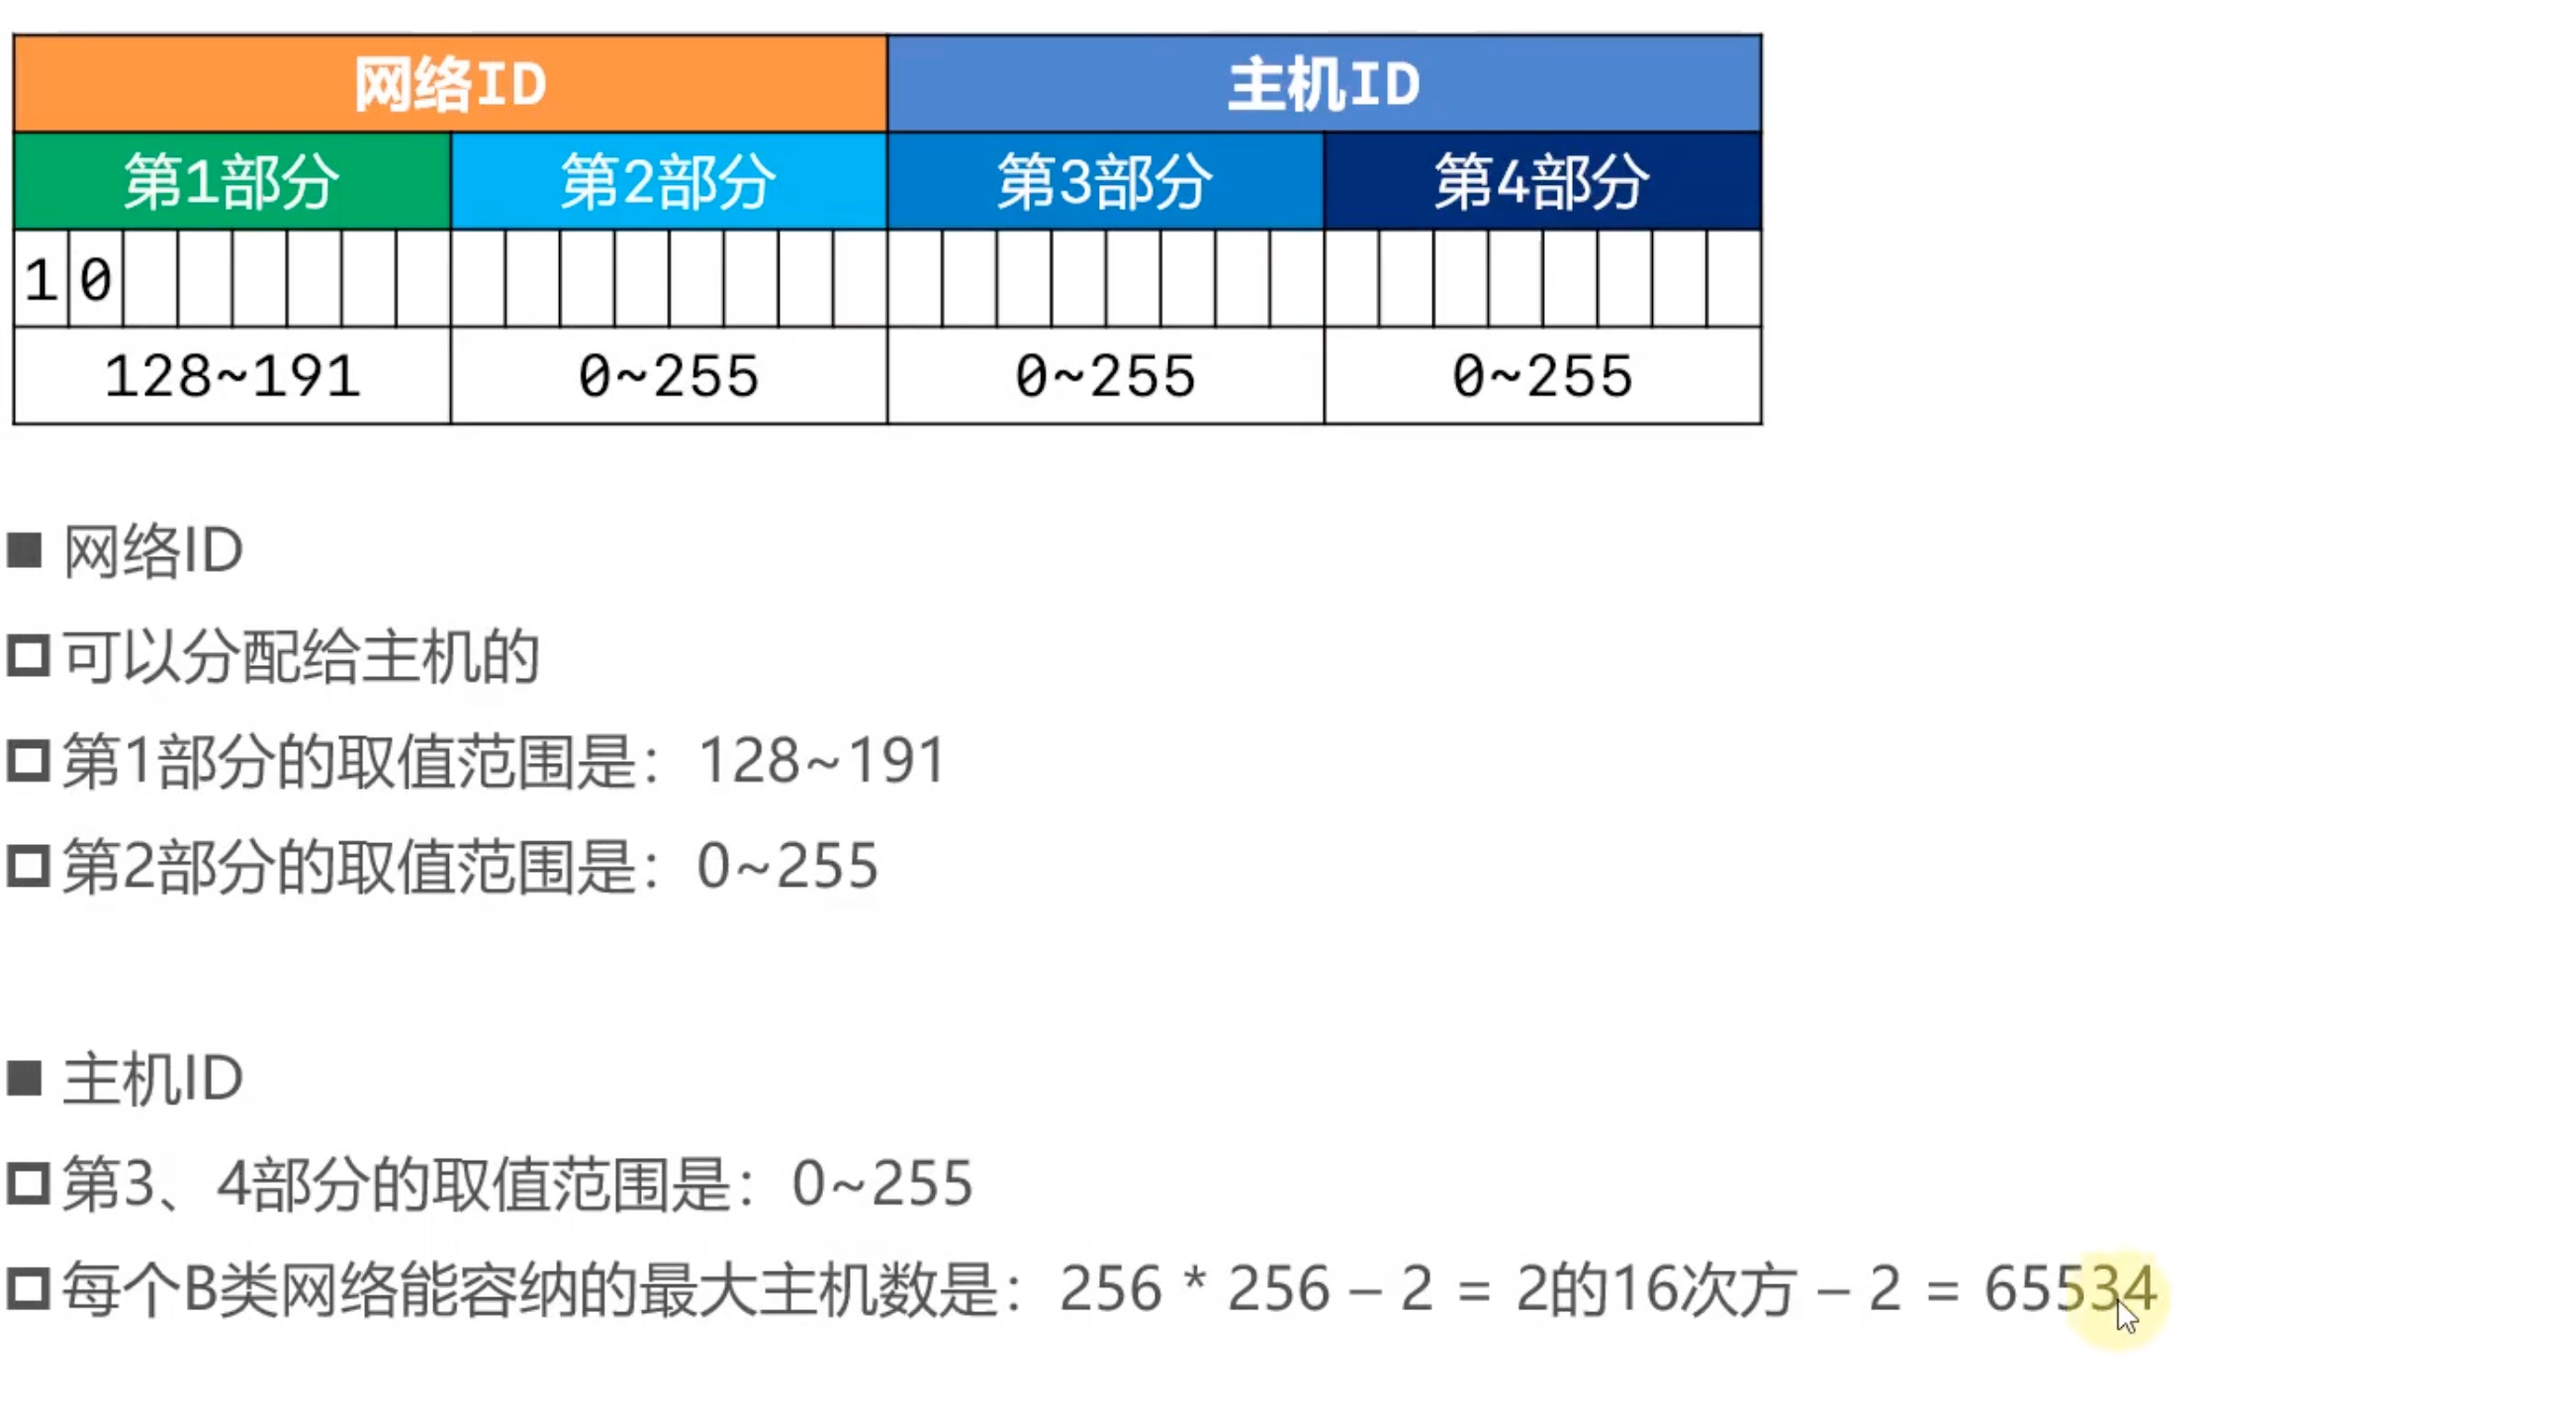 网络ID 主机ID
第1部分 第2部分 第3部分 第4部分
1 0
128~191 0~255 0~255 0~255
网络ID
可以分配给主机的
第1部分的取值范围是：128~191
第2部分的取值范围是：0~255
主机ID
第3、4部分的取值范围是：0~255
每个B类网络能容纳的最大主机数是：256 * 256 – 2 = 2的16次方 – 2 = 65534